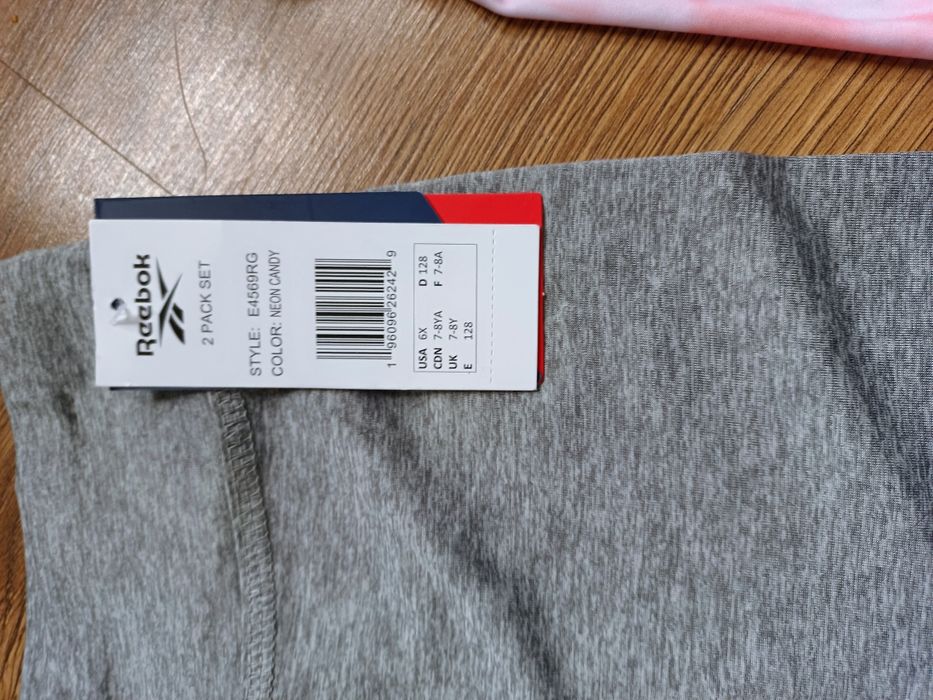 Reebok
2 PACK SET
STYLE: E4569RG
COLOR: NEON CANDY
1 96096 26242 9
USA 6X D 128
CDN 7-8YA F 7-8A
UK 7-8Y
E 128